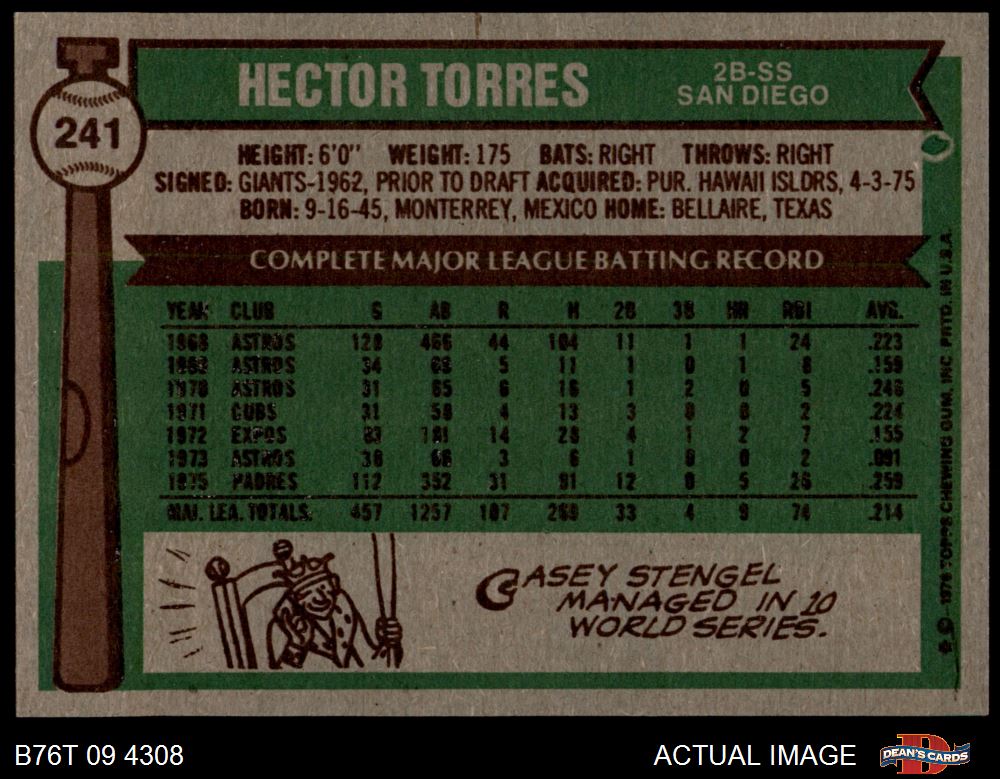 HECTOR TORRES
2B-SS
SAN DIEGO
241
HEIGHT: 6'0" WEIGHT: 175 BATS: RIGHT THROWS: RIGHT
SIGNED: GIANTS-1962, PRIOR TO DRAFT ACQUIRED: PUR. HAWAII ISLDRS, 4-3-75
BORN: 9-16-45, MONTERREY, MEXICO HOME: BELLAIRE, TEXAS
COMPLETE MAJOR LEAGUE BATTING RECORD
YEAR CLUB G AB R H 2B 3B HR RBI AVG.
1968 ASTROS 128 466 44 104 11 1 1 24 .223
1969 ASTROS 34 5 11 1 0 1 8 .159
1970 ASTROS 31 65 6 16 1 2 0 5 .246
1971 CUBS 31 58 4 13 3 0 0 2 .224
1972 EXPOS 83 181 14 28 4 1 2 7 .155
1973 ASTROS 38 66 3 6 1 0 0 2 .091
1975 PADRES 112 352 31 91 12 0 5 26 .259
MAJ. LEA. TOTALS. 457 1257 107 269 33 4 9 74 .214
CASEY STENGEL
MANAGED IN 10
WORLD SERIES.
© 1976 TOPPS CHEWING GUM, INC. PRTD. IN U.S.A.
B76T 09 4308
ACTUAL IMAGE
DEAN'S CARDS